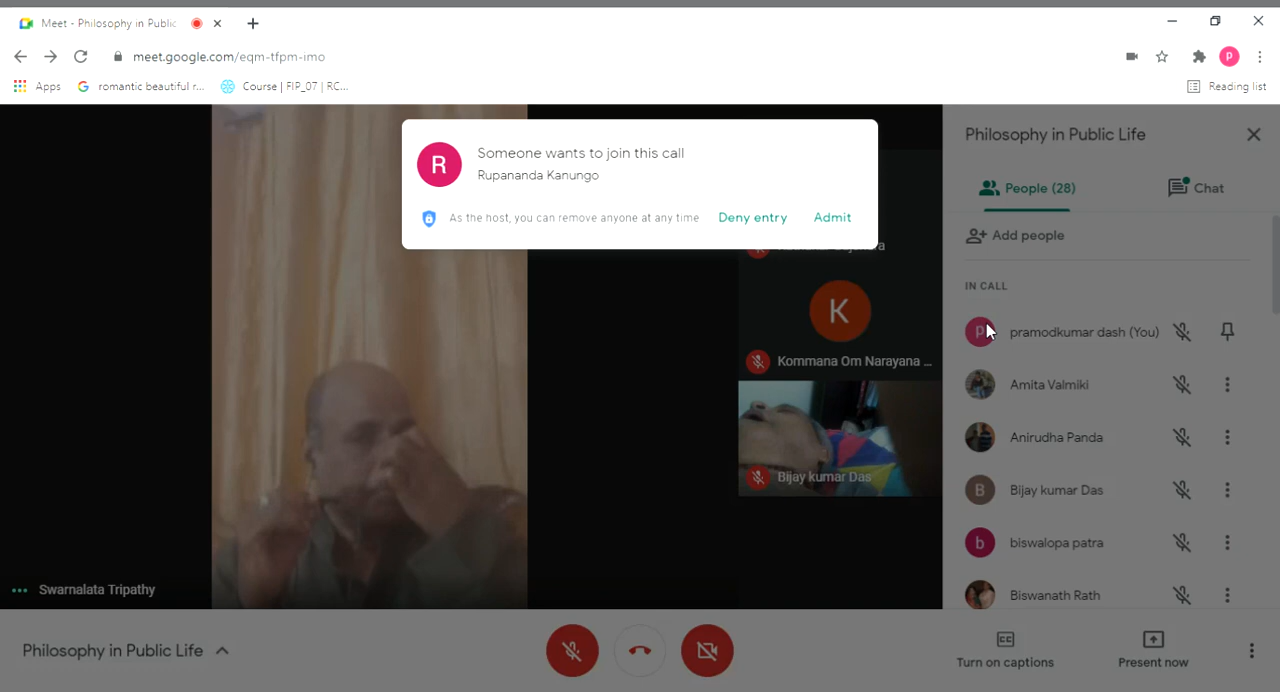 Meet - Philosophy in Public
meet.google.com/eqm-tfpm-imo
P
Apps
romantic beautiful r...
Course | FIP_07 | RC...
Reading list
R
Someone wants to join this call
Rupananda Kanungo
As the host, you can remove anyone at any time
Deny entry
Admit
K
Kommana Om Narayana ...
Bijay kumar Das
Swarnalata Tripathy
Philosophy in Public Life
People (28)
Chat
Add people
IN CALL
p
pramodkumar dash (You)
Amita Valmiki
Anirudha Panda
B
Bijay kumar Das
b
biswalopa patra
Biswanath Rath
Philosophy in Public Life
CC
Turn on captions
Present now